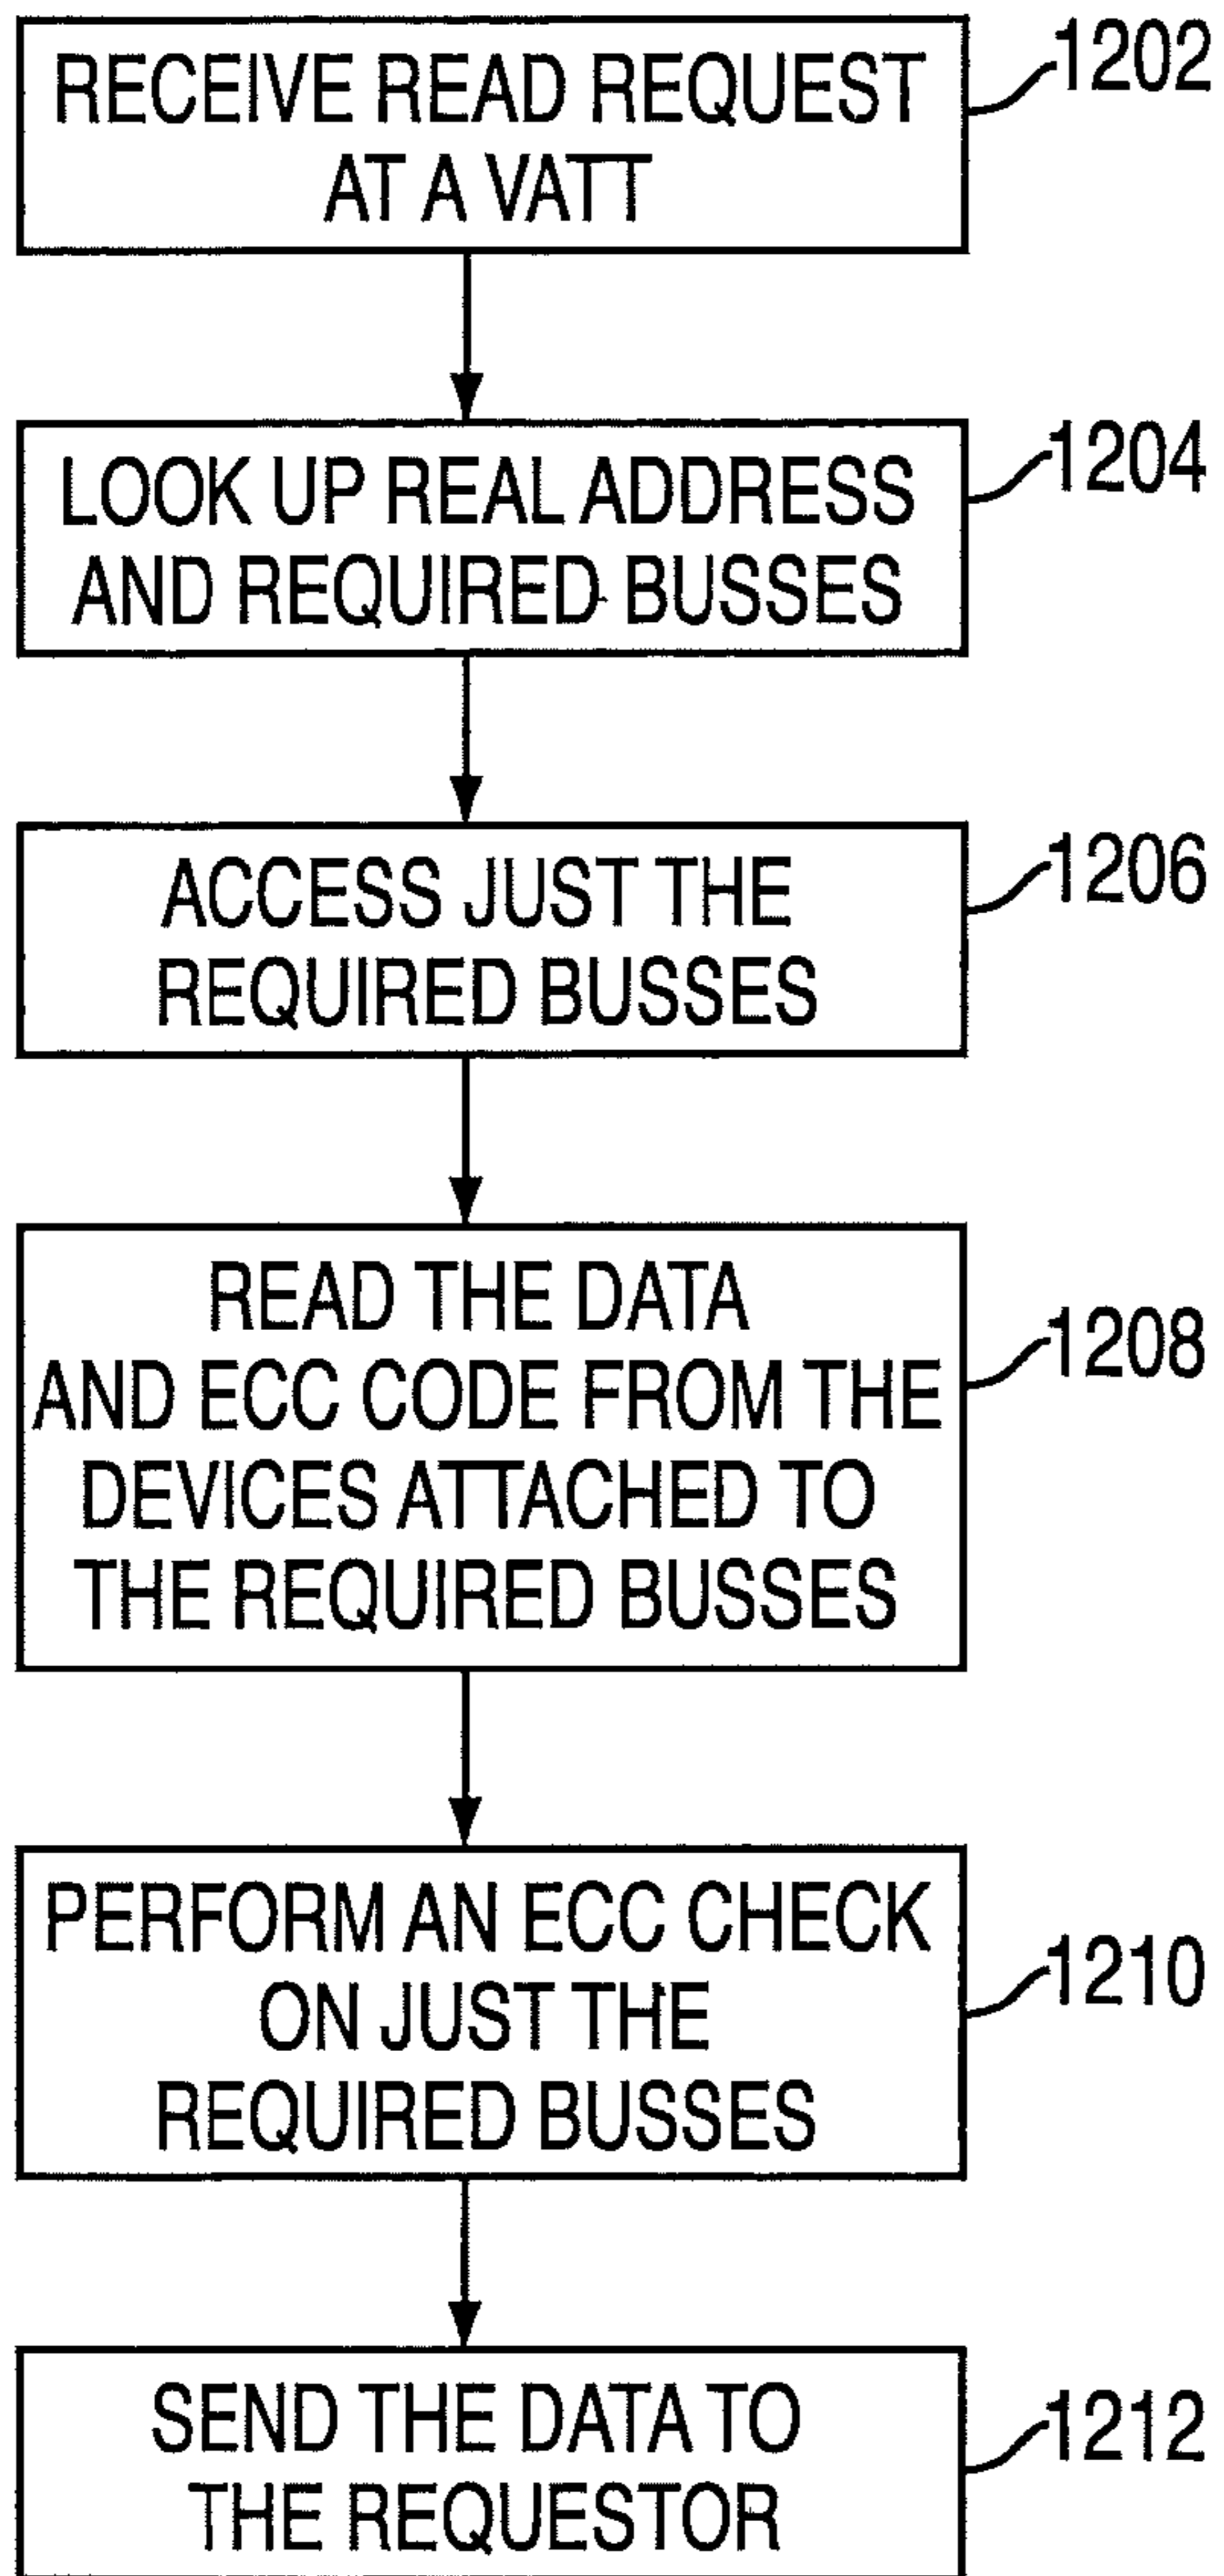 RECEIVE READ REQUEST
AT A VATT
1202
LOOK UP REAL ADDRESS
AND REQUIRED BUSSES
1204
ACCESS JUST THE
REQUIRED BUSSES
1206
READ THE DATA
AND ECC CODE FROM THE
DEVICES ATTACHED TO
THE REQUIRED BUSSES
1208
PERFORM AN ECC CHECK
ON JUST THE
REQUIRED BUSSES
1210
SEND THE DATA TO
THE REQUESTOR
1212